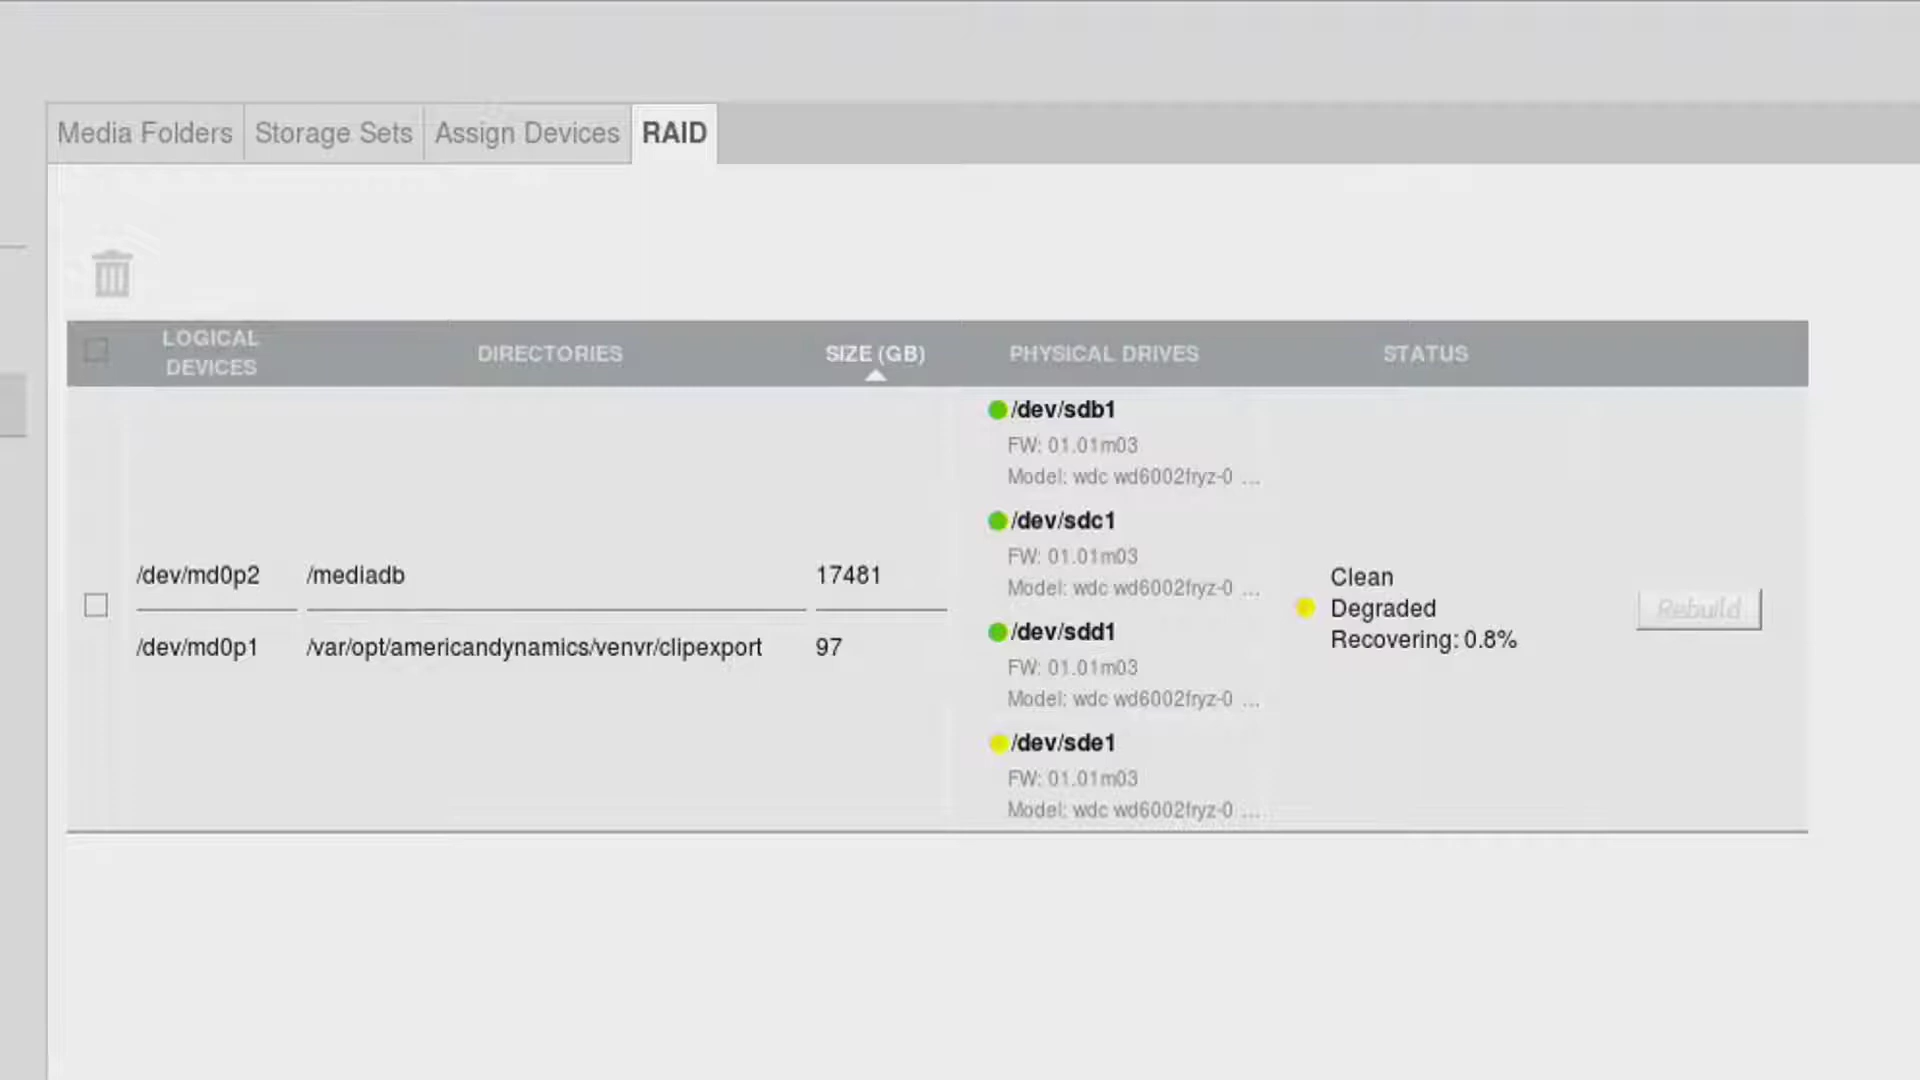 Media Folders
Storage Sets
Assign Devices
RAID
LOGICAL
DEVICES
DIRECTORIES
SIZE (GB)
PHYSICAL DRIVES
STATUS
/dev/md0p2
/mediadb
17481
/dev/md0p1
/var/opt/americandynamics/venvr/clipexport
97
/dev/sdb1
FW: 01.01m03
Model: wdc wd6002fryz-0 ...
/dev/sdc1
FW: 01.01m03
Model: wdc wd6002fryz-0 ...
/dev/sdd1
FW: 01.01m03
Model: wdc wd6002fryz-0 ...
/dev/sde1
FW: 01.01m03
Model: wdc wd6002fryz-0 ...
Clean
Degraded
Recovering: 0.8%
Rebuild